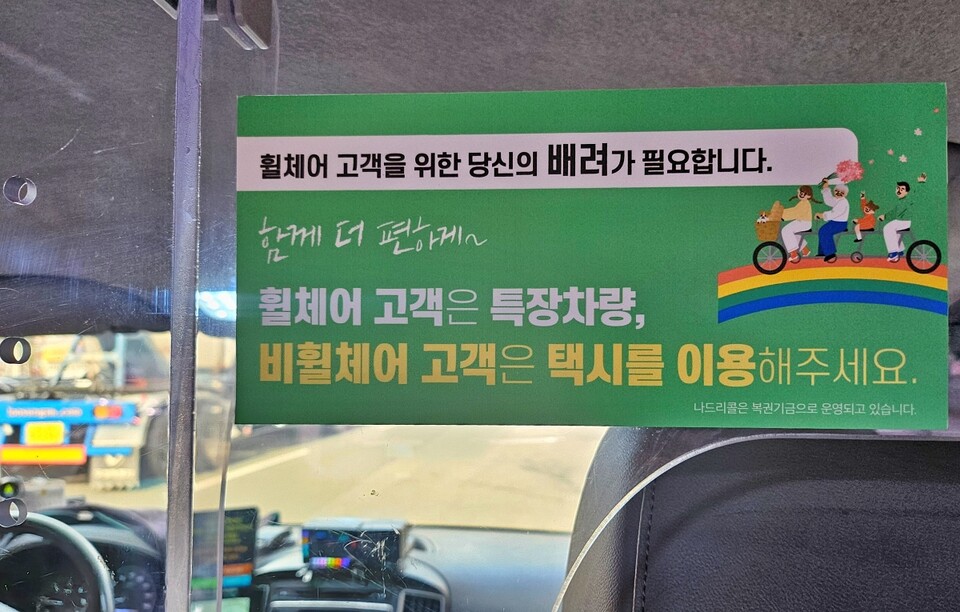 휠체어 고객을 위한 당신의 배려가 필요합니다.
함께 더 편하게~
휠체어 고객은 특장차량,
비휠체어 고객은 택시를 이용해주세요.
나드리콜은 복권기금으로 운영되고 있습니다.